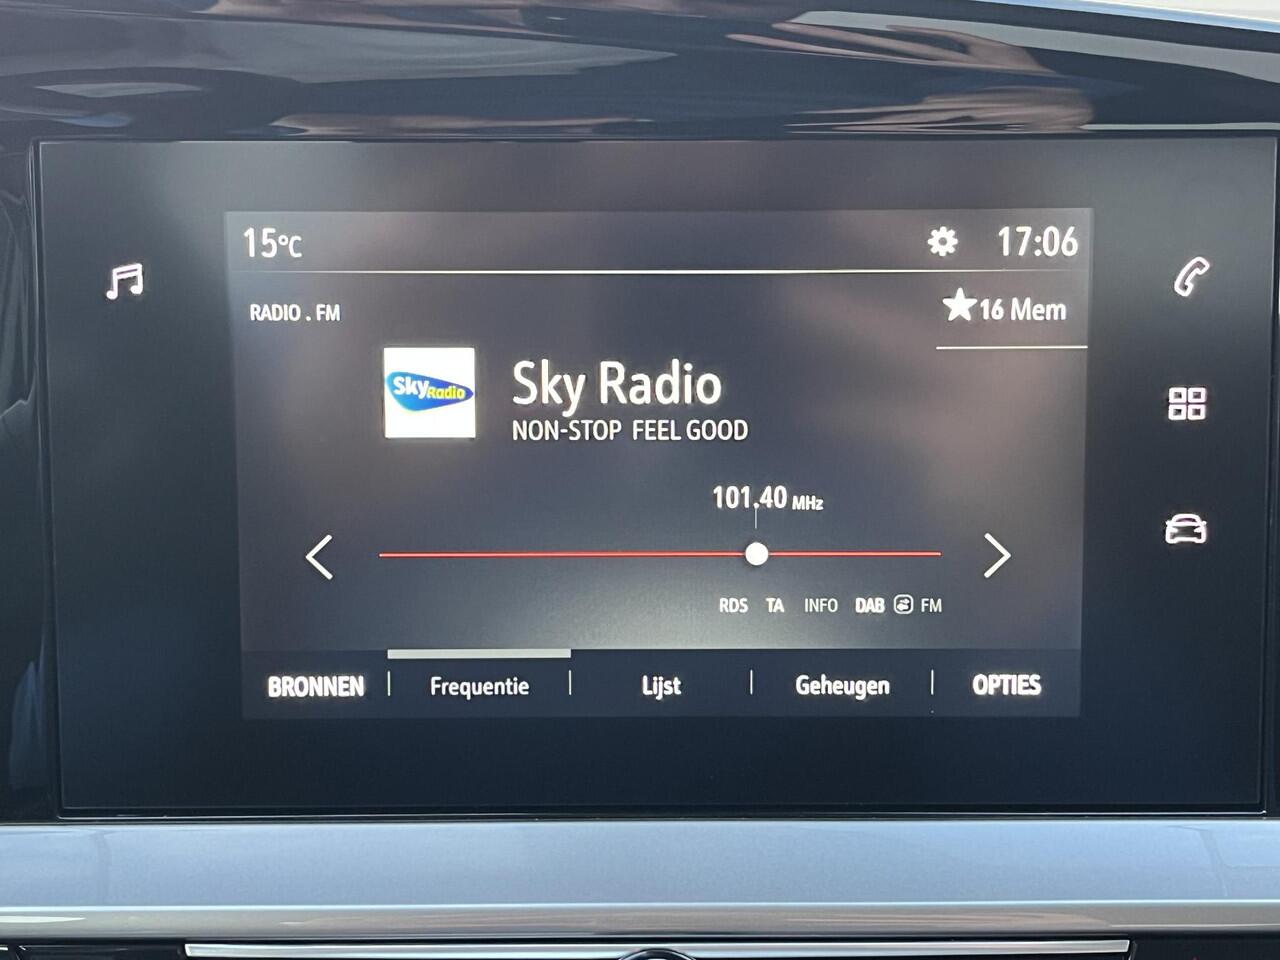 15°C 17:06
RADIO . FM ★16 Mem
SkyRadio
Sky Radio
NON-STOP FEEL GOOD
101.40 MHz
RDS TA INFO DAB FM
BRONNEN Frequentie Lijst Geheugen OPTIES